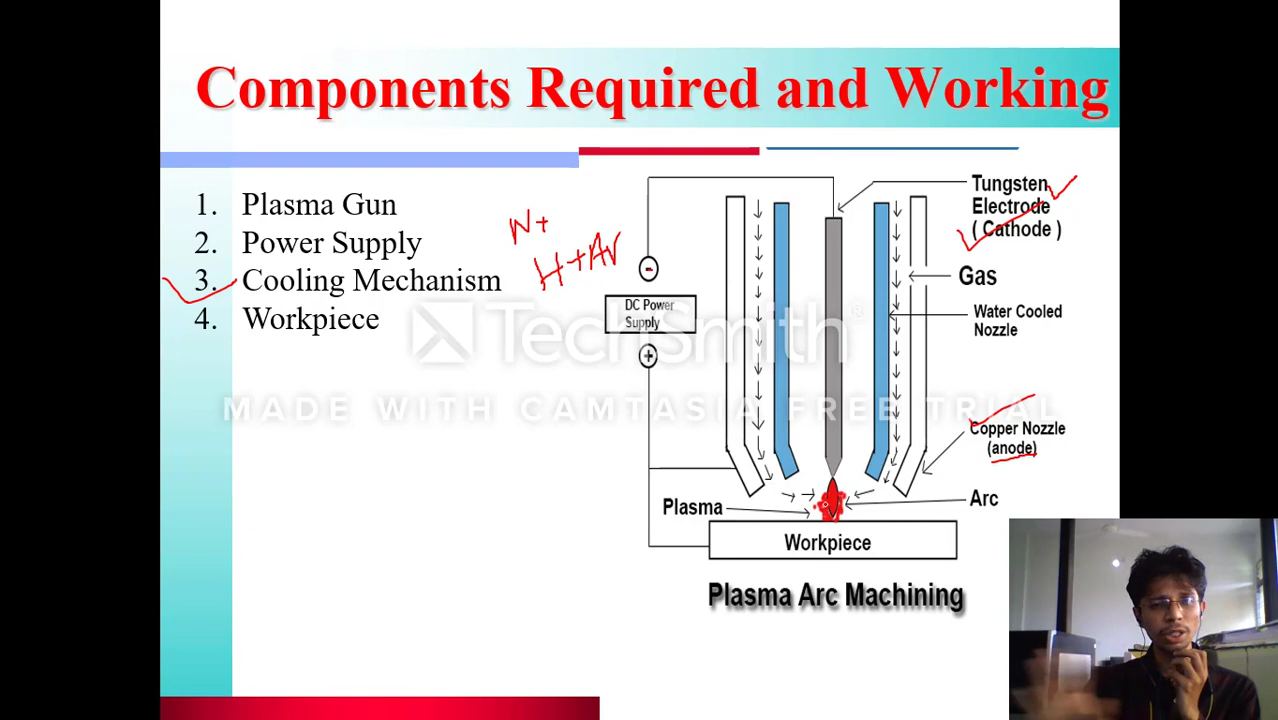 Components Required and Working
1. Plasma Gun
2. Power Supply
3. Cooling Mechanism
4. Workpiece
N+
H+Ar
Tungsten
Electrode
( Cathode )
Gas
Water Cooled
Nozzle
-
DC Power
Supply
+
Copper Nozzle
(anode)
Plasma
Arc
Workpiece
Plasma Arc Machining
TechSmith®
MADE WITH CAMTASIA FREE TRIAL